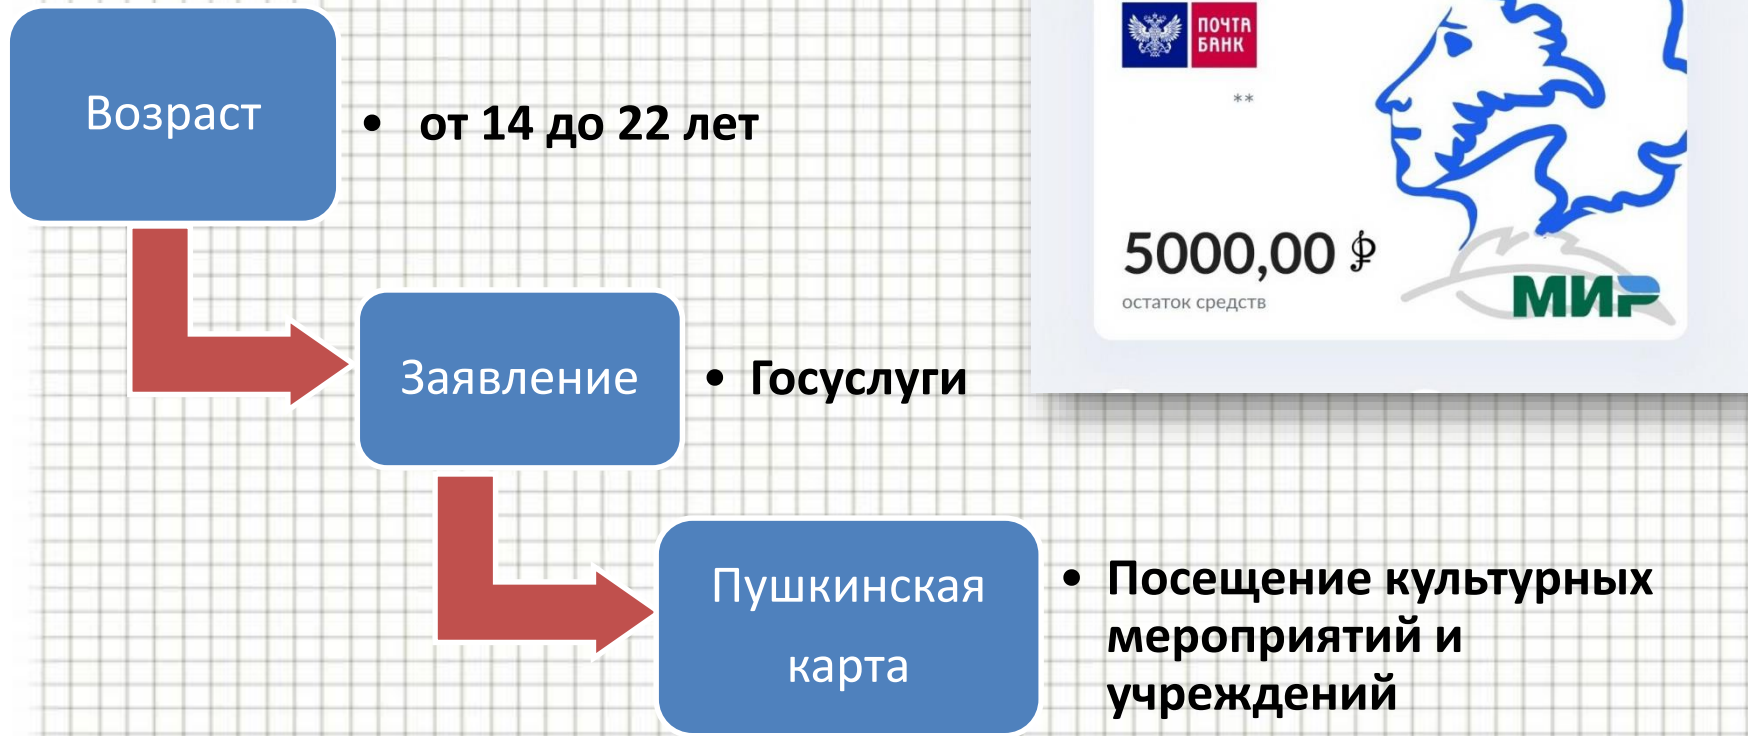 Возраст
• от 14 до 22 лет
ПОЧТА
БАНК
**
5000,00 ₽
остаток средств
МИР
Заявление
• Госуслуги
Пушкинская
карта
• Посещение культурных
мероприятий и
учреждений